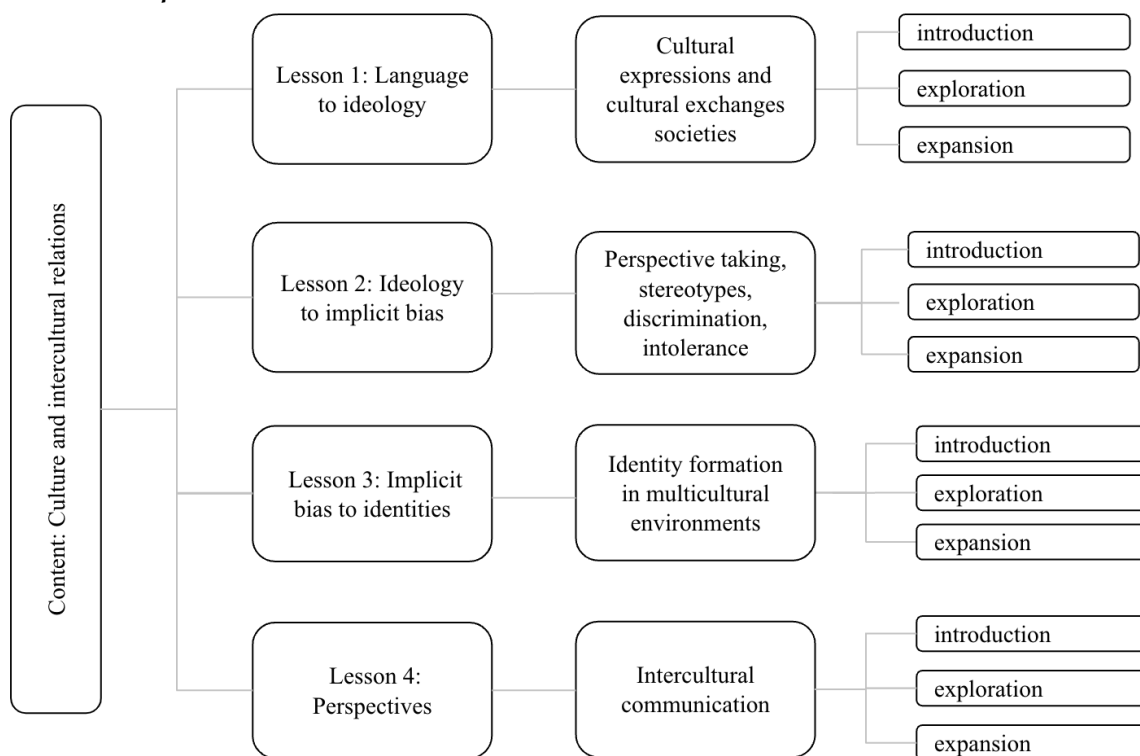 Content: Culture and intercultural relations
Lesson 1: Language
to ideology
Cultural
expressions and
cultural exchanges
societies
introduction
exploration
expansion
Lesson 2: Ideology
to implicit bias
Perspective taking,
stereotypes,
discrimination,
intolerance
introduction
exploration
expansion
Lesson 3: Implicit
bias to identities
Identity formation
in multicultural
environments
introduction
exploration
expansion
Lesson 4:
Perspectives
Intercultural
communication
introduction
exploration
expansion